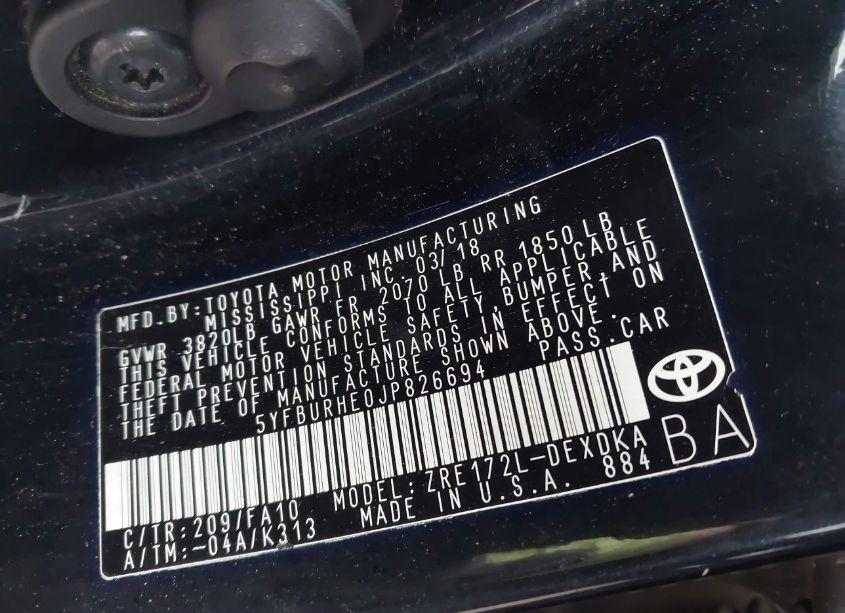 MFD.BY:TOYOTA MOTOR MANUFACTURING
MISSISSIPPI INC. 03/18
GVWR 3820LB GAWR FR 2070 LB RR 1850 LB
THIS VEHICLE CONFORMS TO ALL APPLICABLE
FEDERAL MOTOR VEHICLE SAFETY,BUMPER,AND
THEFT PREVENTION STANDARDS IN EFFECT ON
THE DATE OF MANUFACTURE SHOWN ABOVE.
5YFBURHE0JP826694 PASS.CAR
C/TR:209/FA10 MODEL:ZRE172L-DEXDKA
A/TM:-04A/K313 MADE IN U.S.A. 884
BA